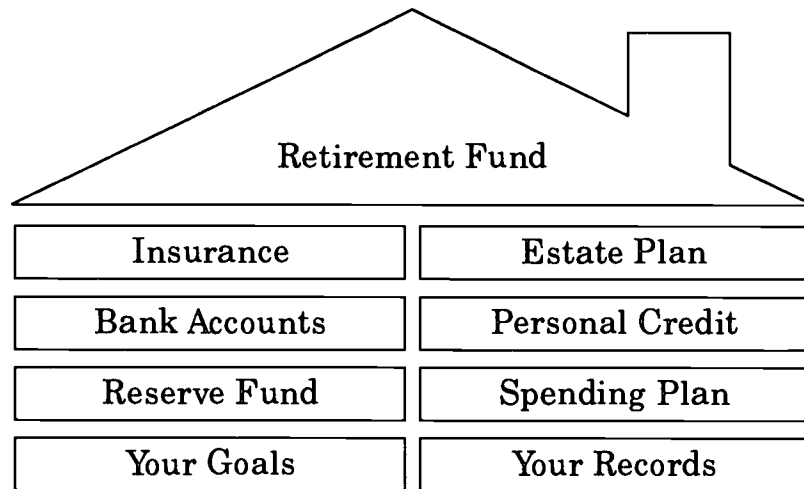 Retirement Fund
Insurance
Estate Plan
Bank Accounts
Personal Credit
Reserve Fund
Spending Plan
Your Goals
Your Records